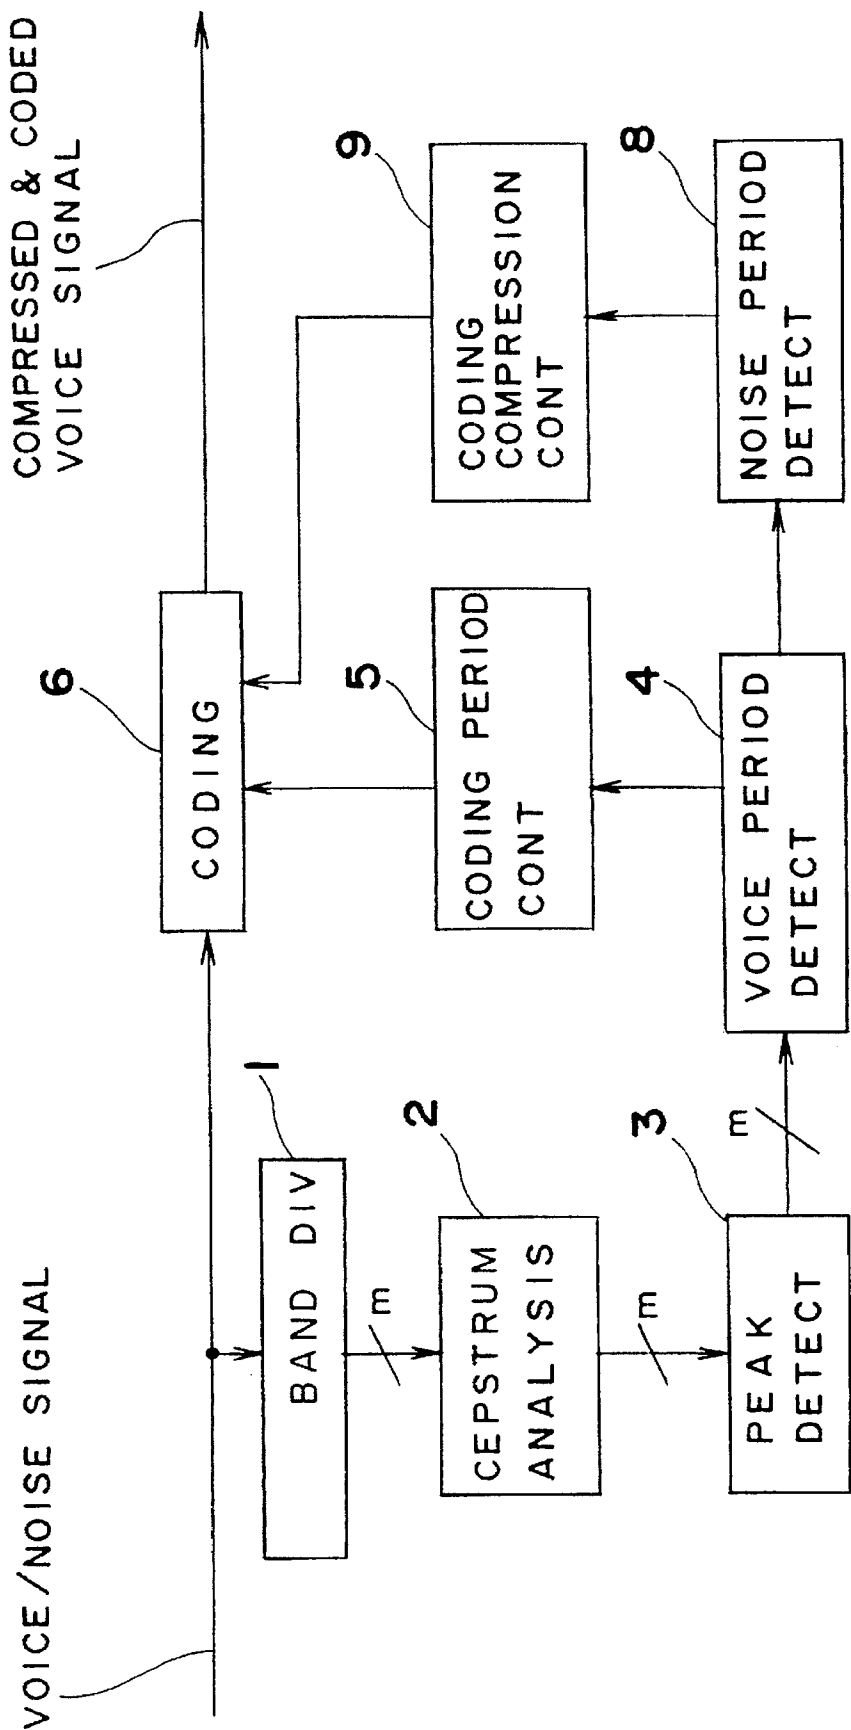 VOICE/NOISE SIGNAL
COMPRESSED & CODED
VOICE SIGNAL
6
CODING
1
BAND DIV
m
2
CEPSTRUM
ANALYSIS
m
3
PEAK
DETECT
m
4
VOICE PERIOD
DETECT
5
CODING PERIOD
CONT
9
CODING
COMPRESSION
CONT
8
NOISE PERIOD
DETECT